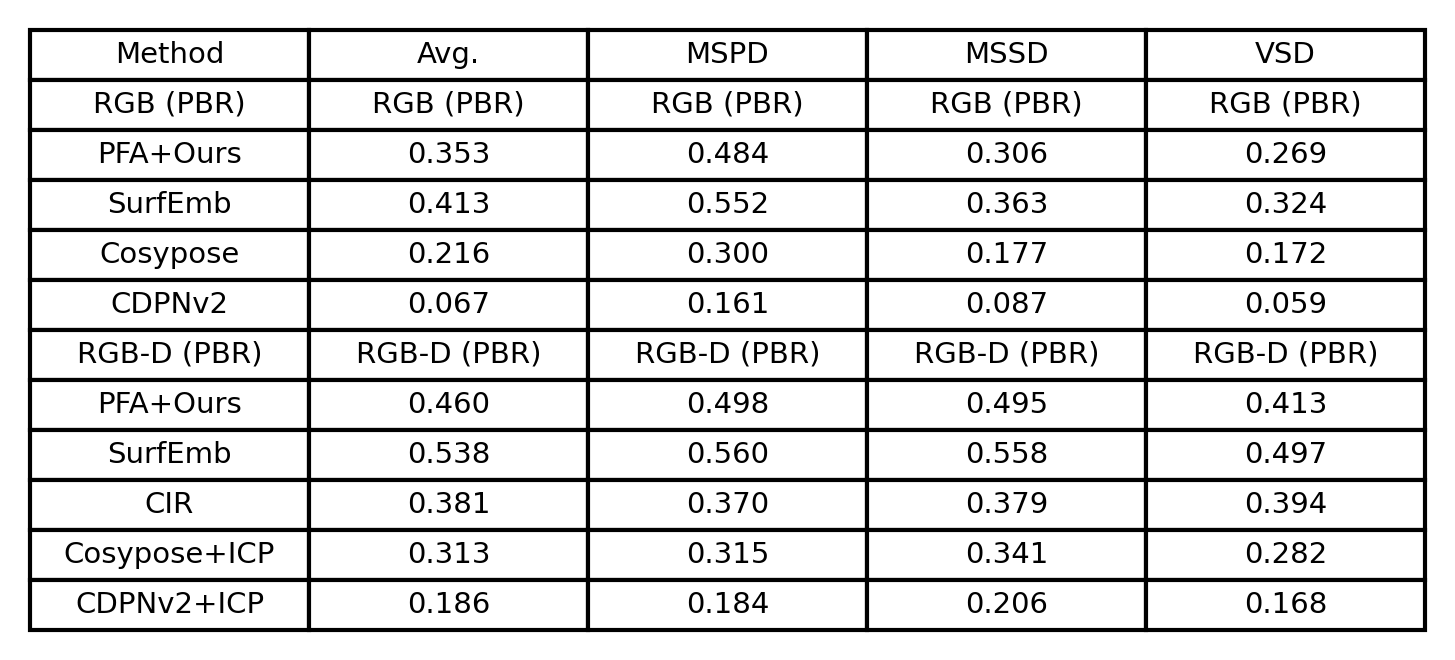 Method Avg. MSPD MSSD VSD
RGB (PBR) RGB (PBR) RGB (PBR) RGB (PBR) RGB (PBR)
PFA+Ours 0.353 0.484 0.306 0.269
SurfEmb 0.413 0.552 0.363 0.324
Cosypose 0.216 0.300 0.177 0.172
CDPNv2 0.067 0.161 0.087 0.059
RGB-D (PBR) RGB-D (PBR) RGB-D (PBR) RGB-D (PBR) RGB-D (PBR)
PFA+Ours 0.460 0.498 0.495 0.413
SurfEmb 0.538 0.560 0.558 0.497
CIR 0.381 0.370 0.379 0.394
Cosypose+ICP 0.313 0.315 0.341 0.282
CDPNv2+ICP 0.186 0.184 0.206 0.168